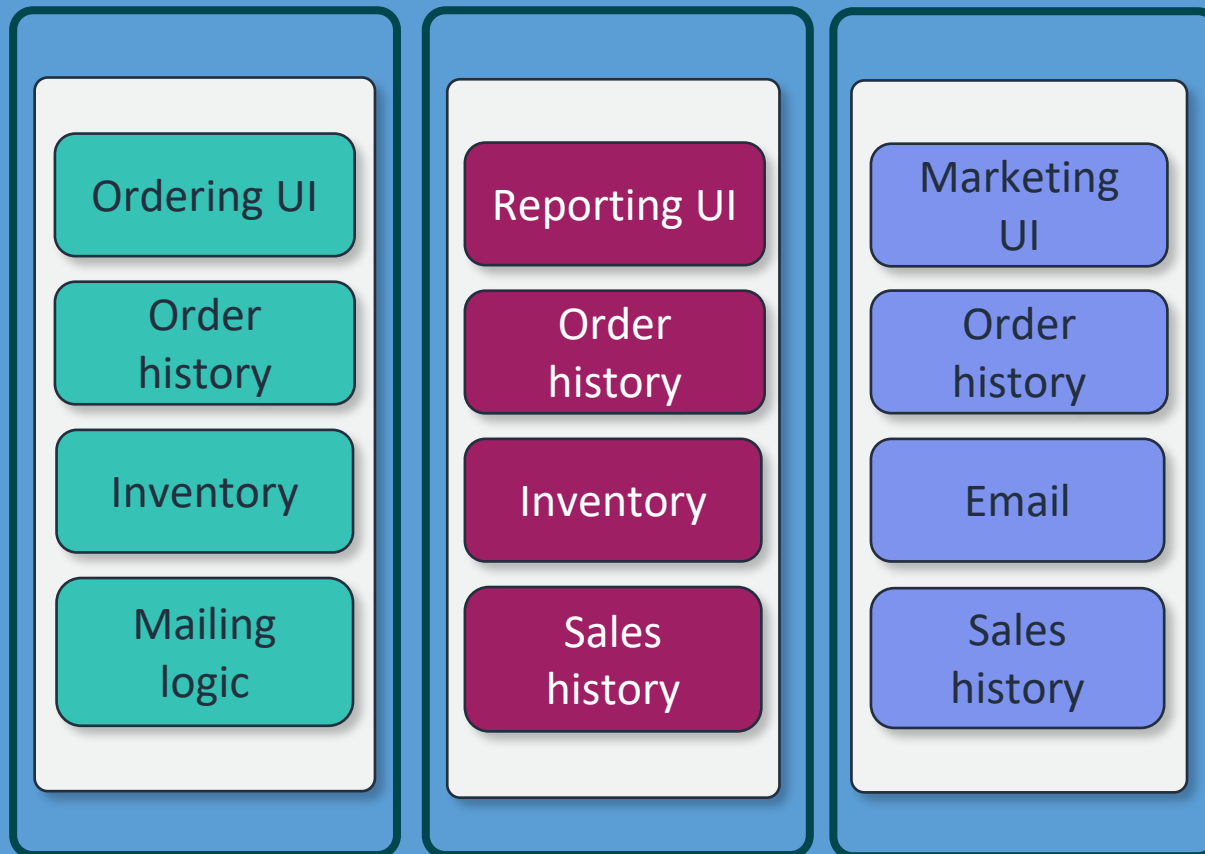 Ordering UI
Order
history
Inventory
Mailing
logic
Reporting UI
Order
history
Inventory
Sales
history
Marketing
UI
Order
history
Email
Sales
history